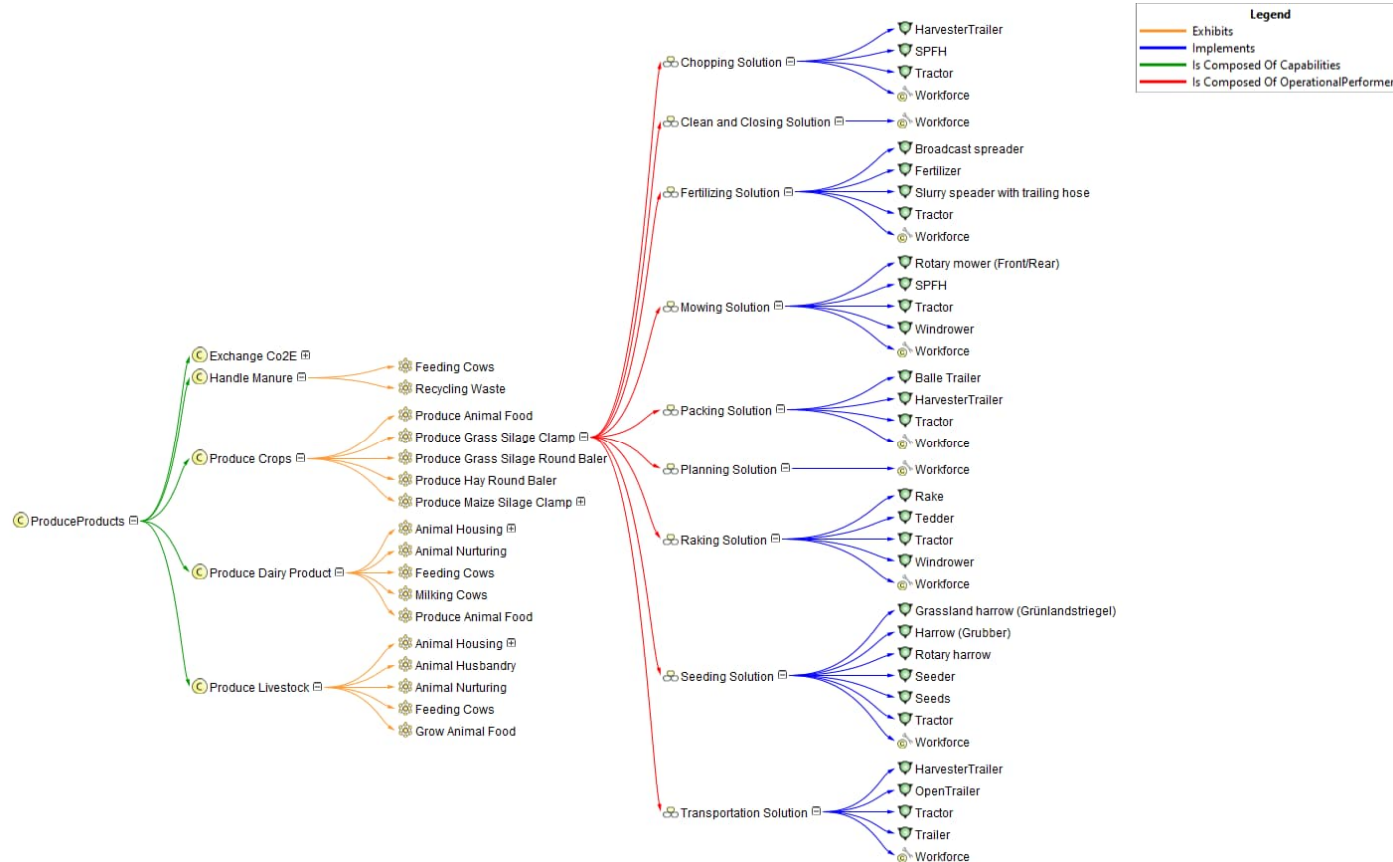 Legend
Exhibits
Implements
Is Composed Of Capabilities
Is Composed Of OperationalPerformer
ProduceProducts
Exchange Co2E
Handle Manure
Produce Crops
Produce Dairy Product
Produce Livestock
Feeding Cows
Recycling Waste
Produce Animal Food
Produce Grass Silage Clamp
Produce Grass Silage Round Baler
Produce Hay Round Baler
Produce Maize Silage Clamp
Animal Housing
Animal Nurturing
Feeding Cows
Milking Cows
Produce Animal Food
Animal Housing
Animal Husbandry
Animal Nurturing
Feeding Cows
Grow Animal Food
Chopping Solution
HarvesterTrailer
SPFH
Tractor
Workforce
Clean and Closing Solution
Workforce
Fertilizing Solution
Broadcast spreader
Fertilizer
Slurry speader with trailing hose
Tractor
Workforce
Mowing Solution
Rotary mower (Front/Rear)
SPFH
Tractor
Windrower
Workforce
Packing Solution
Balle Trailer
HarvesterTrailer
Tractor
Workforce
Planning Solution
Workforce
Raking Solution
Rake
Tedder
Tractor
Windrower
Workforce
Seeding Solution
Grassland harrow (Grünlandstriegel)
Harrow (Grubber)
Rotary harrow
Seeder
Seeds
Tractor
Workforce
Transportation Solution
HarvesterTrailer
OpenTrailer
Tractor
Trailer
Workforce